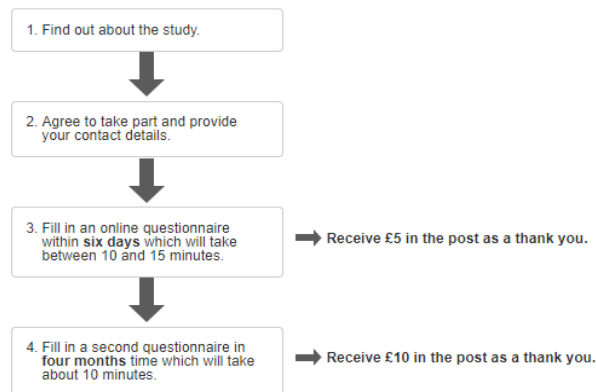 1. Find out about the study.
2. Agree to take part and provide
your contact details.
3. Fill in an online questionnaire
within six days which will take
between 10 and 15 minutes.
Receive £5 in the post as a thank you.
4. Fill in a second questionnaire in
four months time which will take
about 10 minutes.
Receive £10 in the post as a thank you.